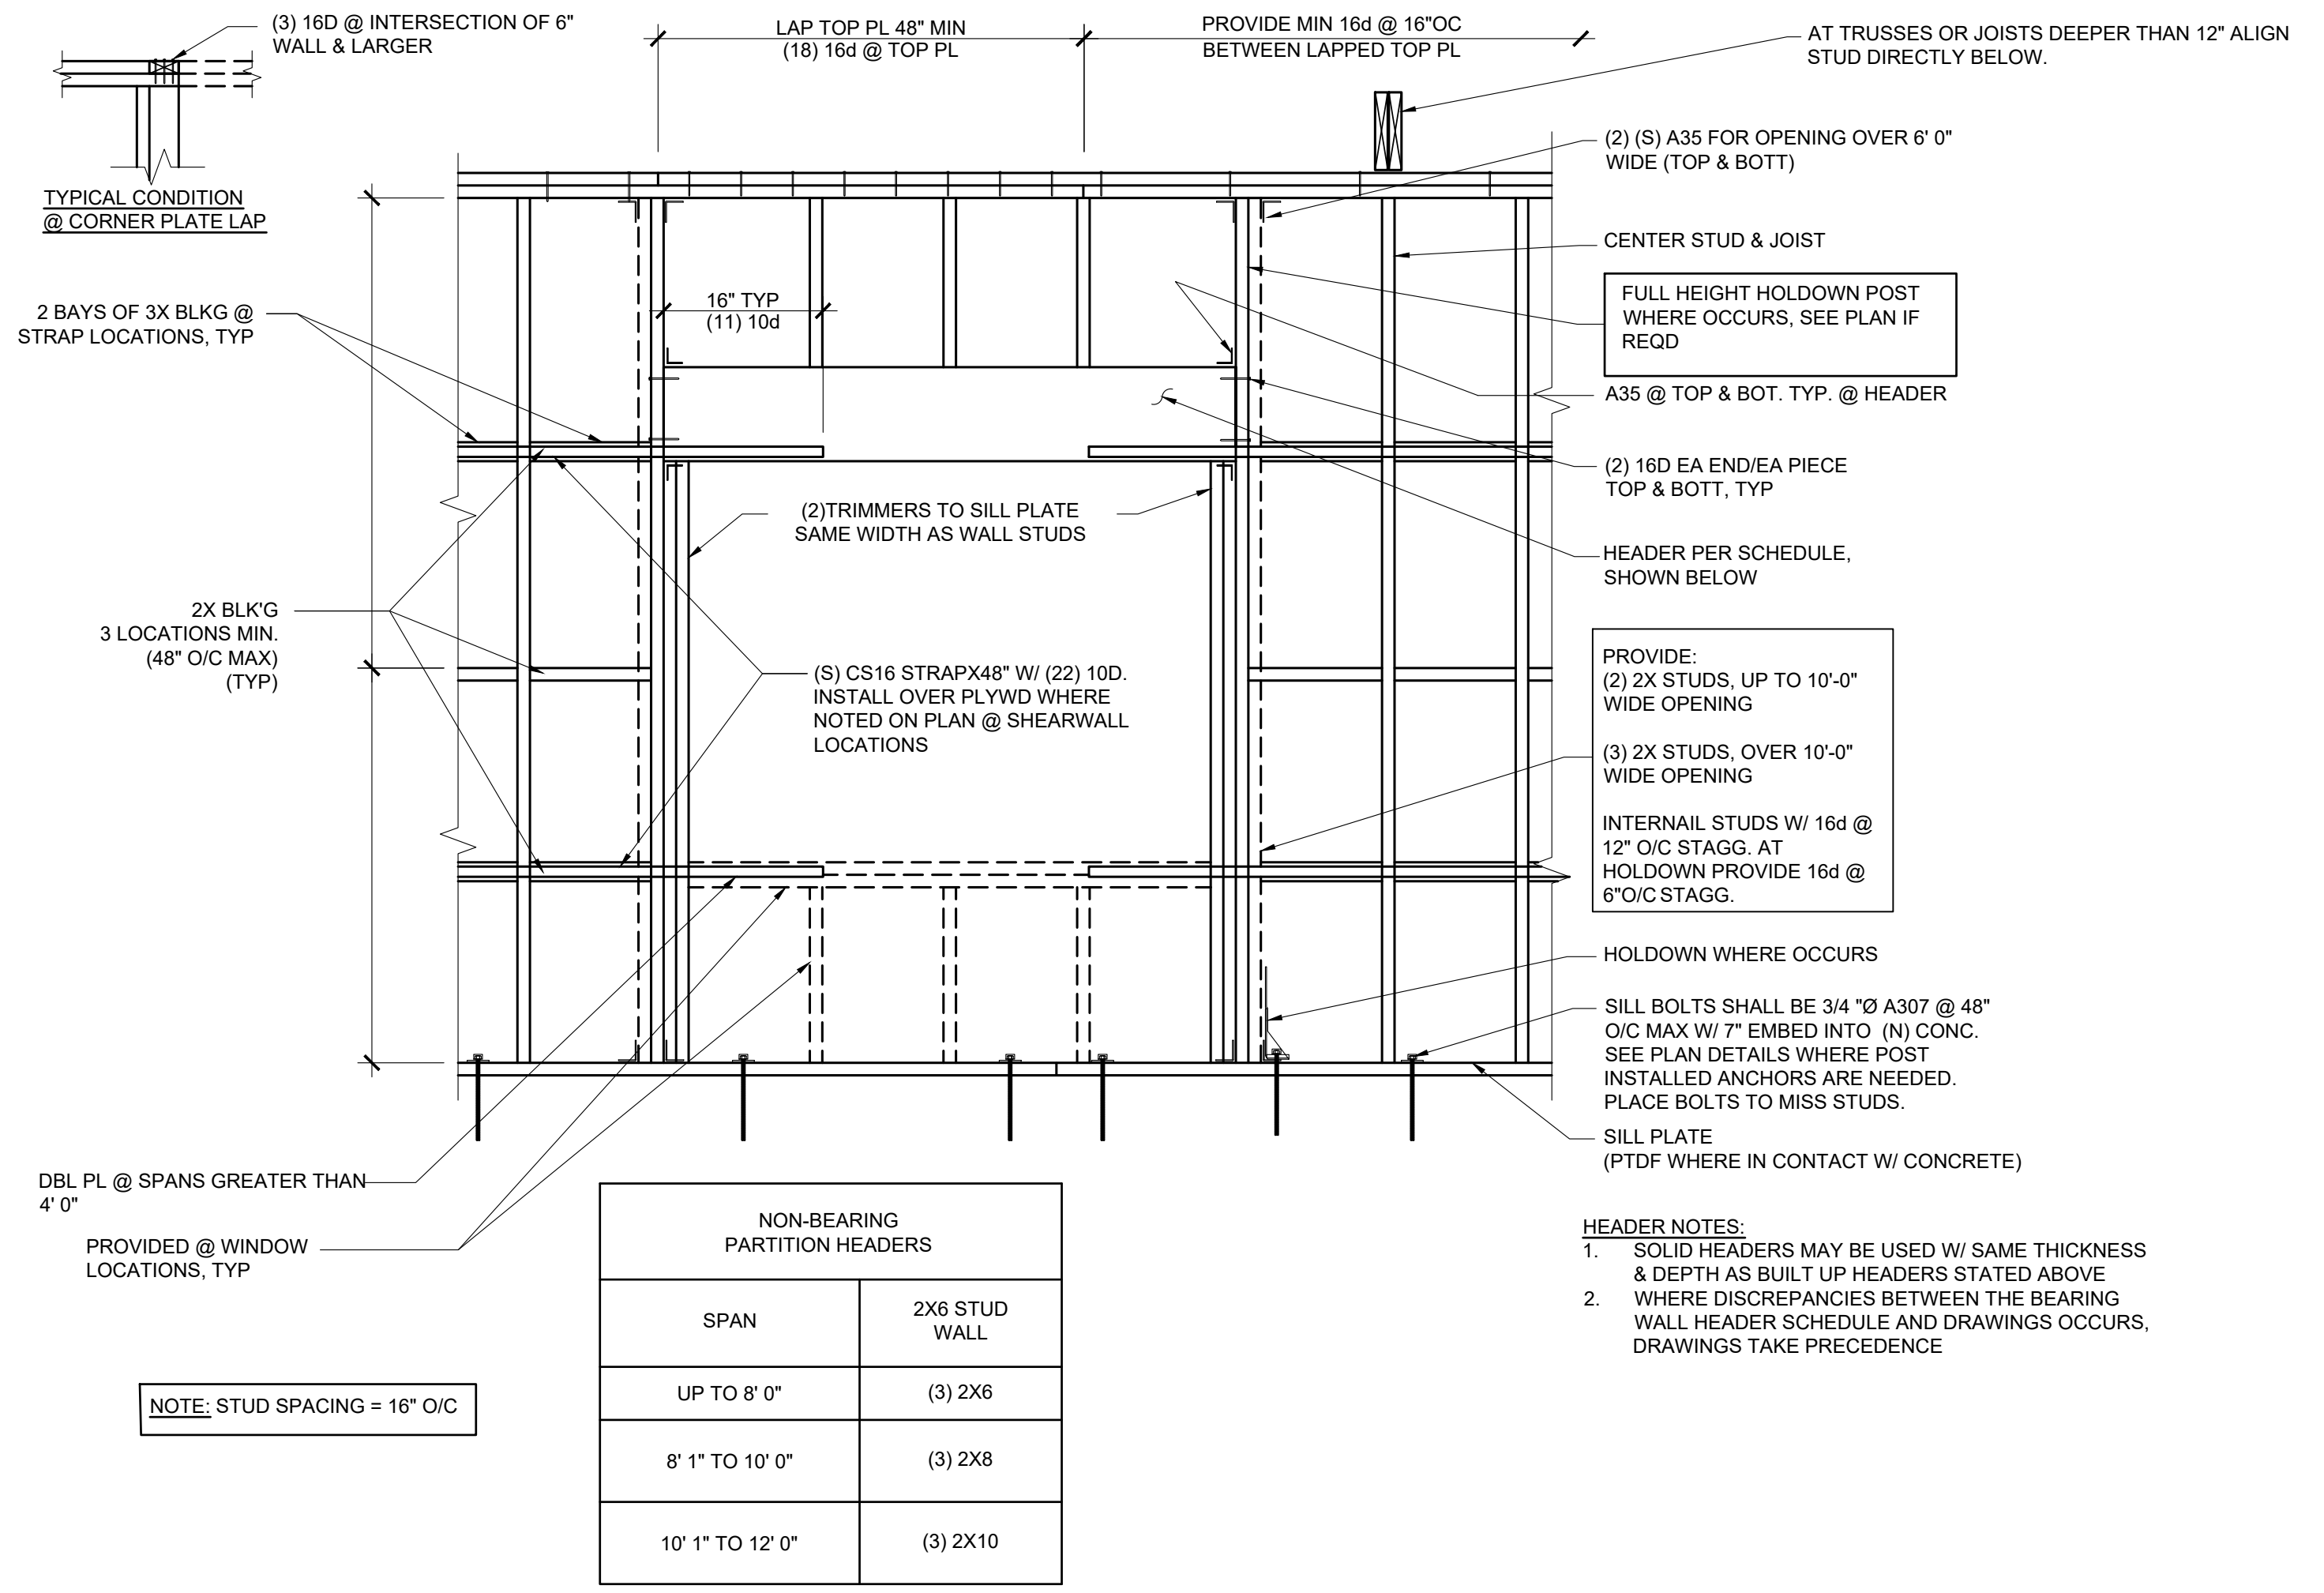 (3) 16D @ INTERSECTION OF 6"
WALL & LARGER
TYPICAL CONDITION
@ CORNER PLATE LAP
LAP TOP PL 48" MIN
(18) 16d @ TOP PL
PROVIDE MIN 16d @ 16"OC
BETWEEN LAPPED TOP PL
AT TRUSSES OR JOISTS DEEPER THAN 12" ALIGN
STUD DIRECTLY BELOW.
(2) (S) A35 FOR OPENING OVER 6' 0"
WIDE (TOP & BOTT)
CENTER STUD & JOIST
FULL HEIGHT HOLDOWN POST
WHERE OCCURS, SEE PLAN IF
REQD
A35 @ TOP & BOT. TYP. @ HEADER
(2) 16D EA END/EA PIECE
TOP & BOTT, TYP
HEADER PER SCHEDULE,
SHOWN BELOW
PROVIDE:
(2) 2X STUDS, UP TO 10'-0"
WIDE OPENING
(3) 2X STUDS, OVER 10'-0"
WIDE OPENING
INTERNAIL STUDS W/ 16d @
12" O/C STAGG. AT
HOLDOWN PROVIDE 16d @
6"O/C STAGG.
HOLDOWN WHERE OCCURS
SILL BOLTS SHALL BE 3/4 "Ø A307 @ 48"
O/C MAX W/ 7" EMBED INTO (N) CONC.
SEE PLAN DETAILS WHERE POST
INSTALLED ANCHORS ARE NEEDED.
PLACE BOLTS TO MISS STUDS.
SILL PLATE
(PTDF WHERE IN CONTACT W/ CONCRETE)
2 BAYS OF 3X BLKG @
STRAP LOCATIONS, TYP
16" TYP
(11) 10d
(2)TRIMMERS TO SILL PLATE
SAME WIDTH AS WALL STUDS
2X BLK'G
3 LOCATIONS MIN.
(48" O/C MAX)
(TYP)
(S) CS16 STRAPX48" W/ (22) 10D.
INSTALL OVER PLYWD WHERE
NOTED ON PLAN @ SHEARWALL
LOCATIONS
DBL PL @ SPANS GREATER THAN
4' 0"
PROVIDED @ WINDOW
LOCATIONS, TYP
NOTE: STUD SPACING = 16" O/C
NON-BEARING
PARTITION HEADERS
SPAN
2X6 STUD
WALL
UP TO 8' 0"
(3) 2X6
8' 1" TO 10' 0"
(3) 2X8
10' 1" TO 12' 0"
(3) 2X10
HEADER NOTES:
1. SOLID HEADERS MAY BE USED W/ SAME THICKNESS
& DEPTH AS BUILT UP HEADERS STATED ABOVE
2. WHERE DISCREPANCIES BETWEEN THE BEARING
WALL HEADER SCHEDULE AND DRAWINGS OCCURS,
DRAWINGS TAKE PRECEDENCE